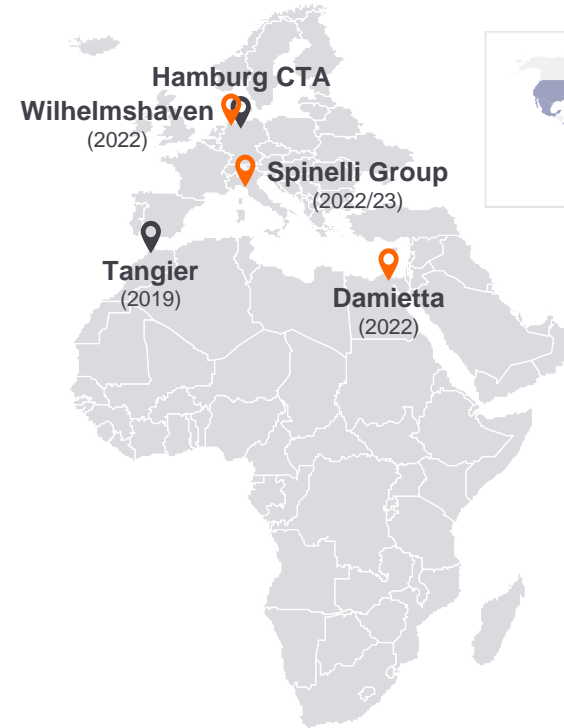 Hamburg CTA
Wilhelmshaven
(2022)
Spinelli Group
(2022/23)
Tangier
(2019)
Damietta
(2022)